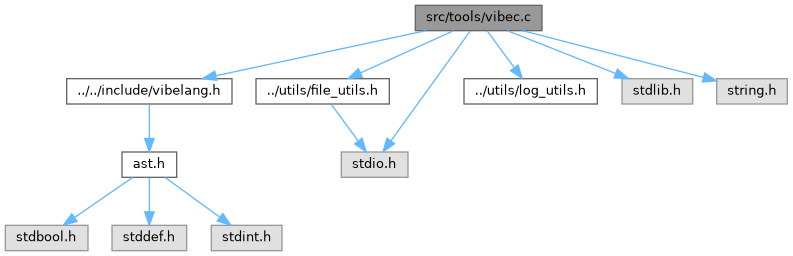 src/tools/vibec.c
../../include/vibelang.h
../utils/file_utils.h
../utils/log_utils.h
stdlib.h
string.h
ast.h
stdio.h
stdbool.h
stddef.h
stdint.h